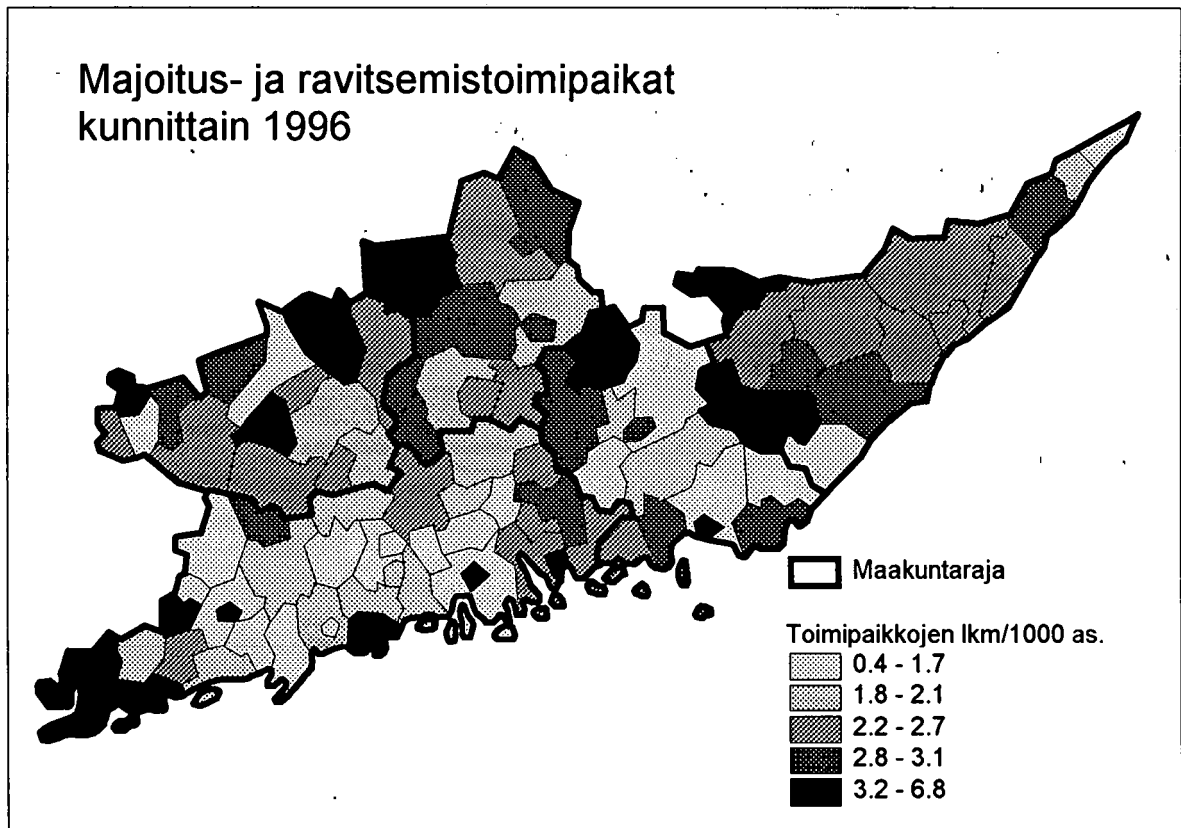 Majoitus- ja ravitsemistoimipaikat
kunnittain 1996
Maakuntaraja
Toimipaikkojen lkm/1000 as.
0.4 - 1.7
1.8 - 2.1
2.2 - 2.7
2.8 - 3.1
3.2 - 6.8